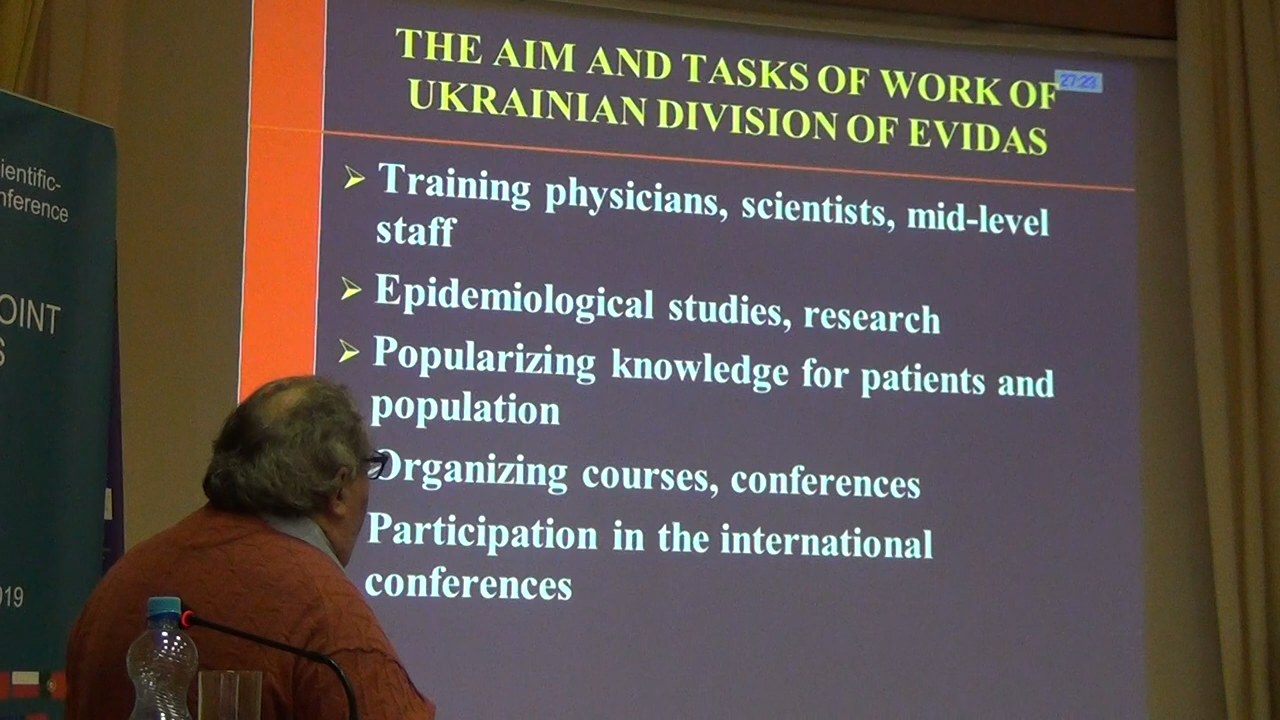 THE AIM AND TASKS OF WORK OF
UKRAINIAN DIVISION OF EVIDAS
27:23
Training physicians, scientists, mid-level
staff
Epidemiological studies, research
Popularizing knowledge for patients and
population
Organizing courses, conferences
Participation in the international
conferences
ientific-
nference
OINT
S
019